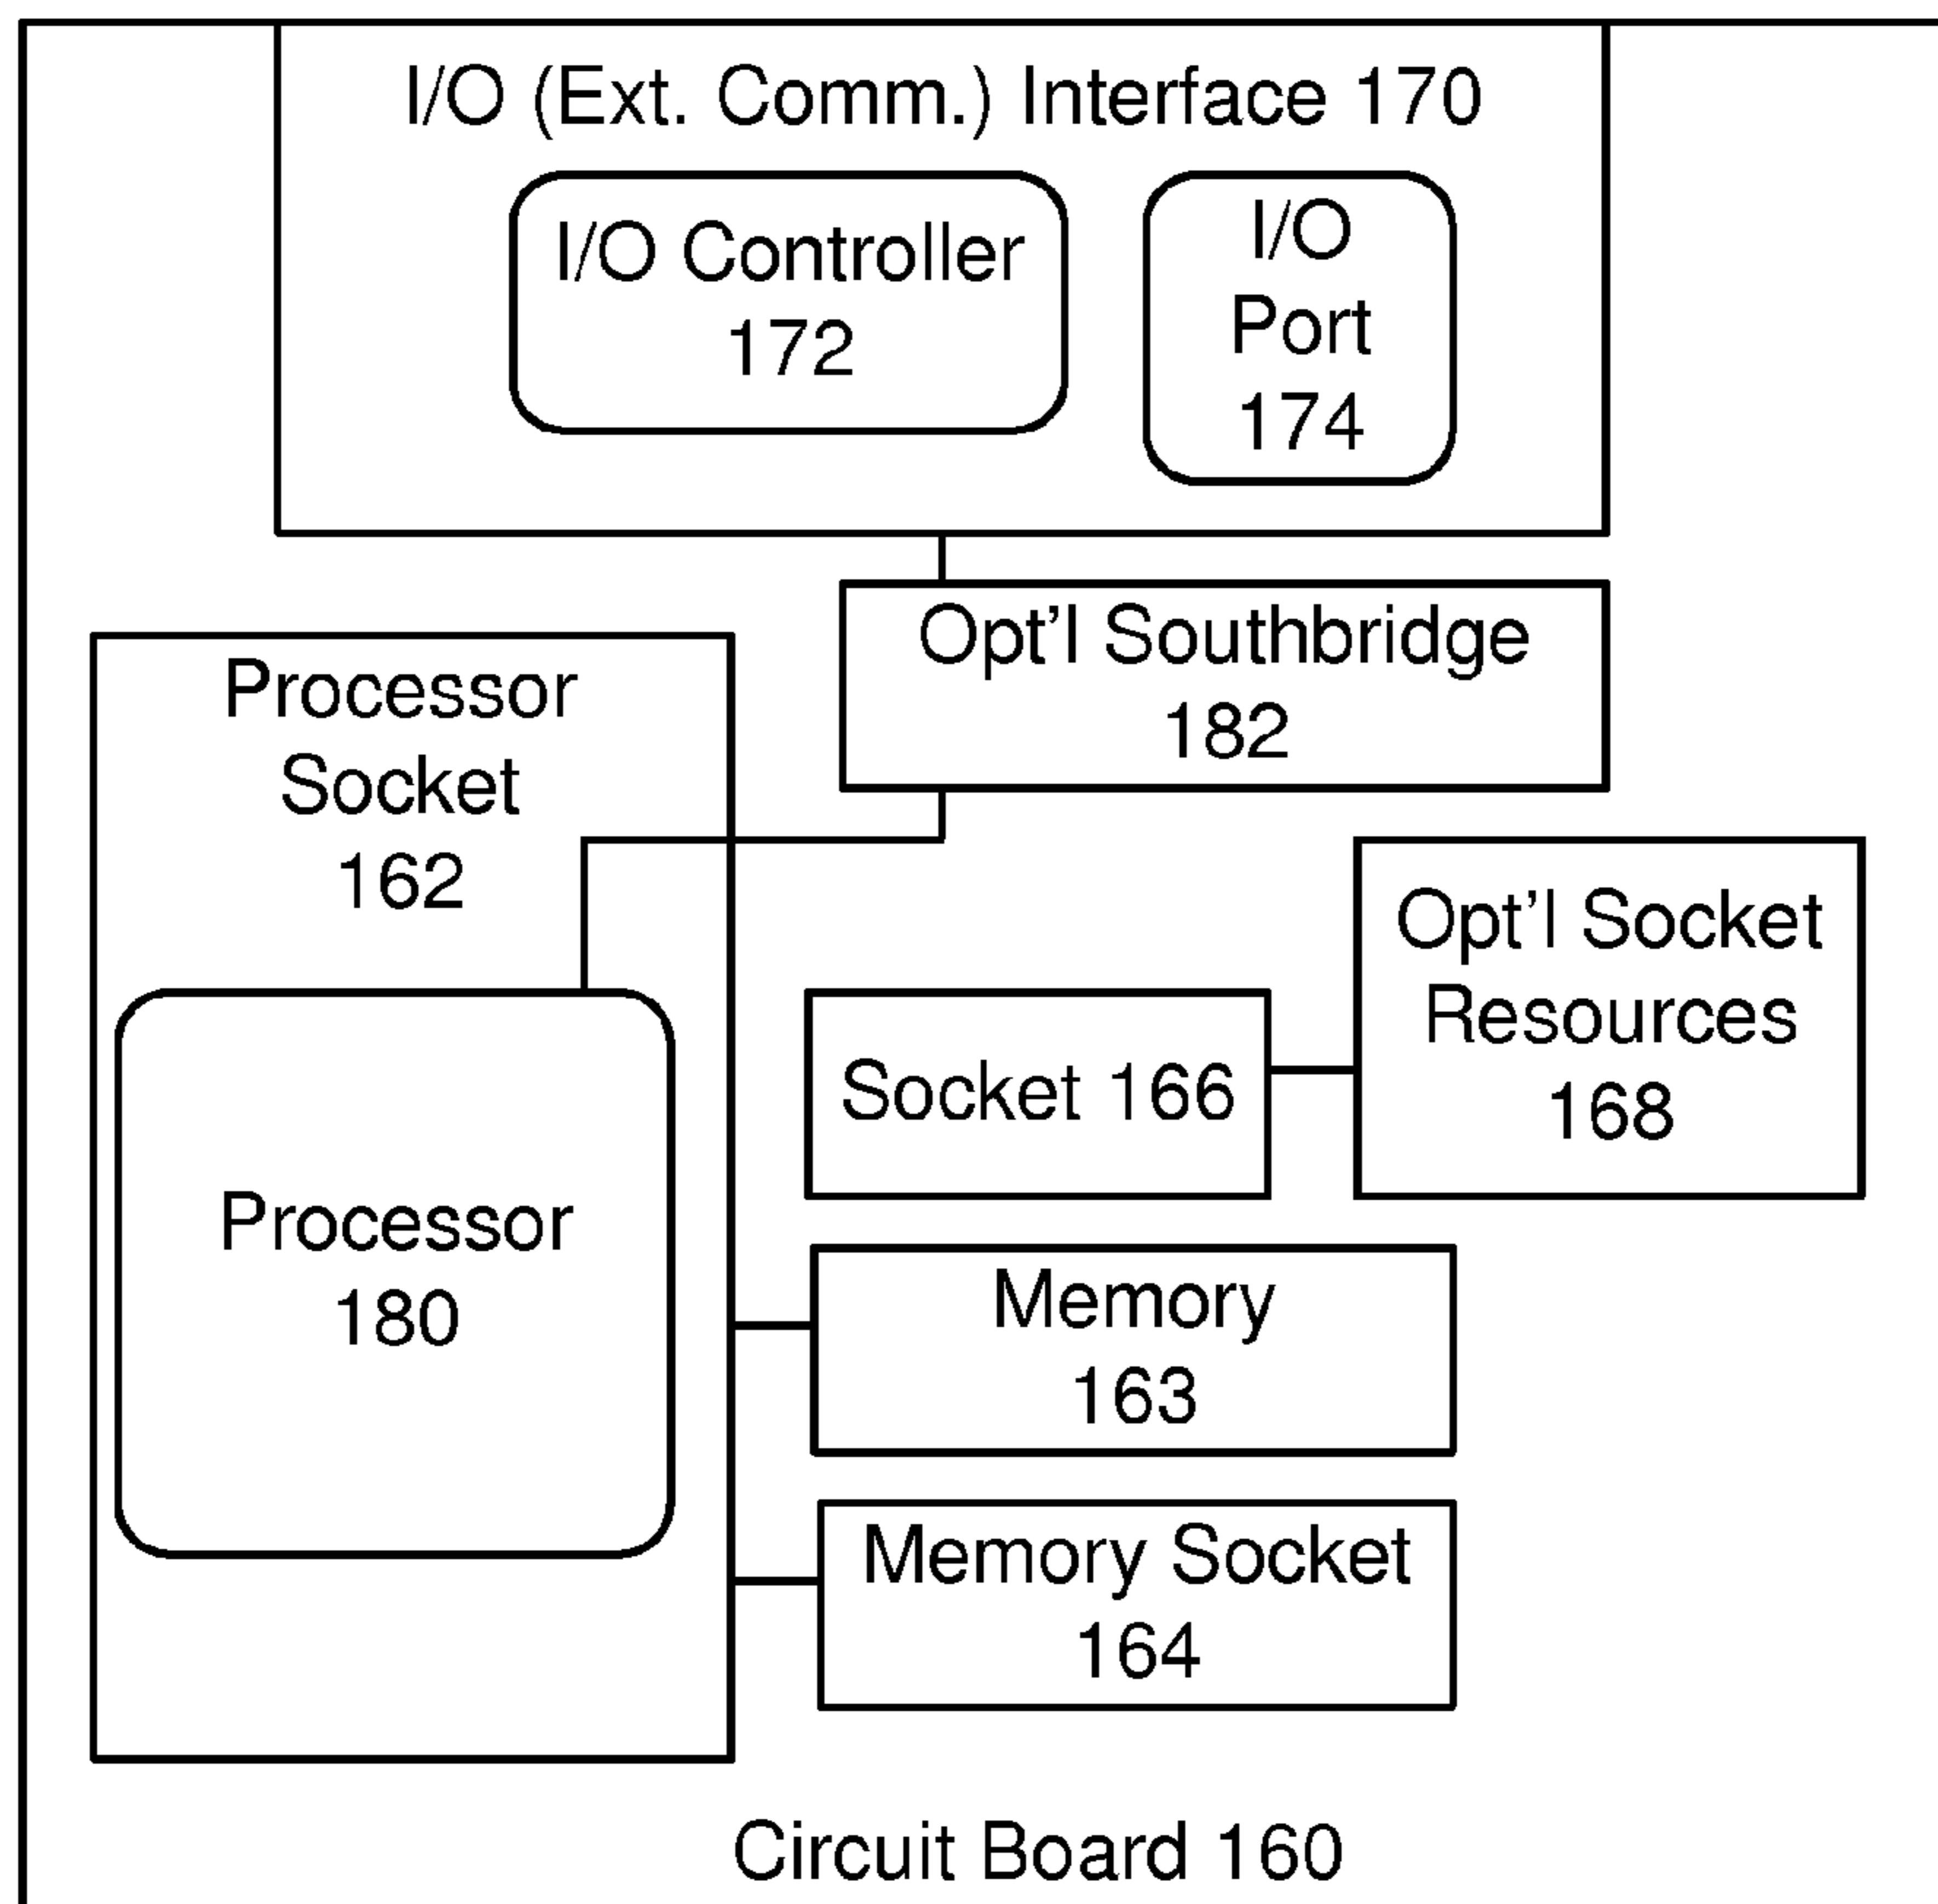 I/O (Ext. Comm.) Interface 170
I/O Controller
172
I/O
Port
174
Opt'l Southbridge
182
Processor
Socket
162
Opt'l Socket
Resources
168
Socket 166
Processor
180
Memory
163
Memory Socket
164
Circuit Board 160